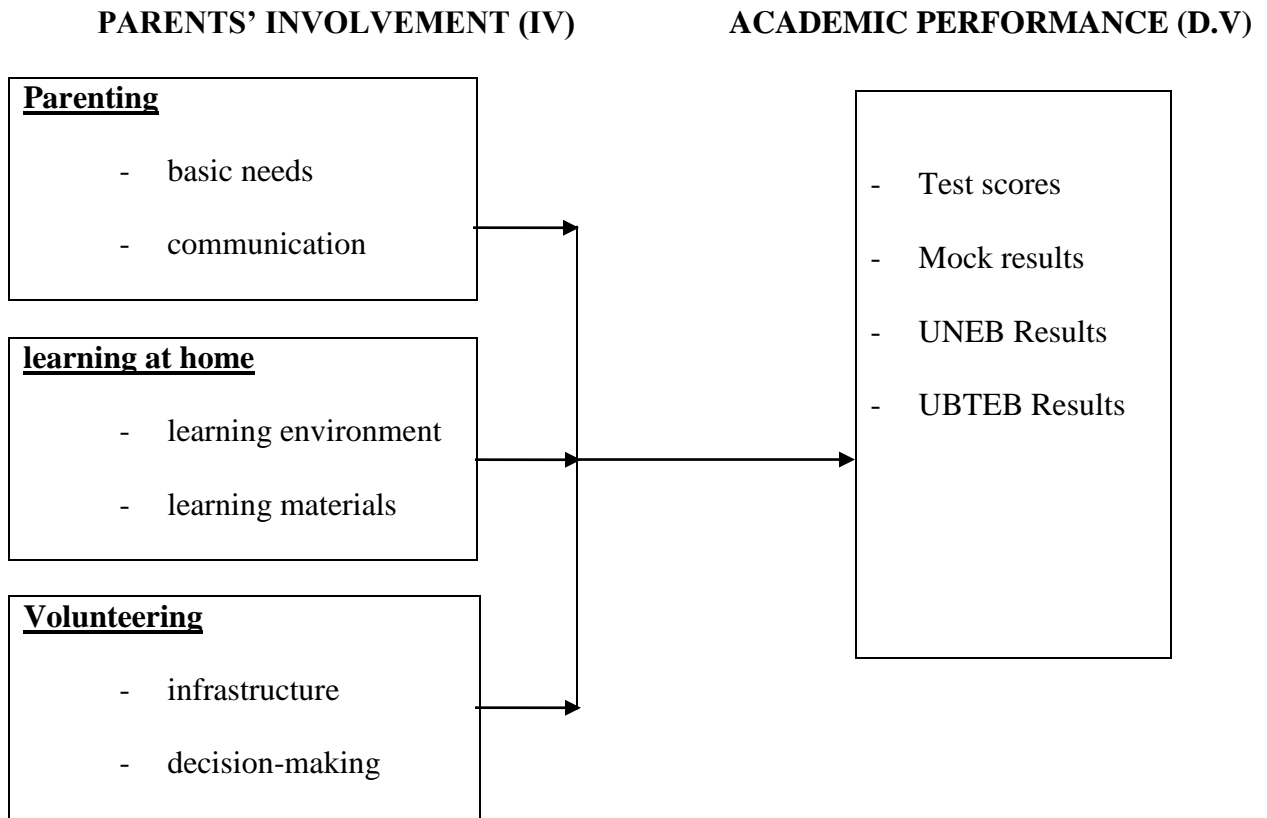 PARENTS’ INVOLVEMENT (IV)
ACADEMIC PERFORMANCE (D.V)
Parenting
- basic needs
- communication
learning at home
- learning environment
- learning materials
Volunteering
- infrastructure
- decision-making
- Test scores
- Mock results
- UNEB Results
- UBTEB Results